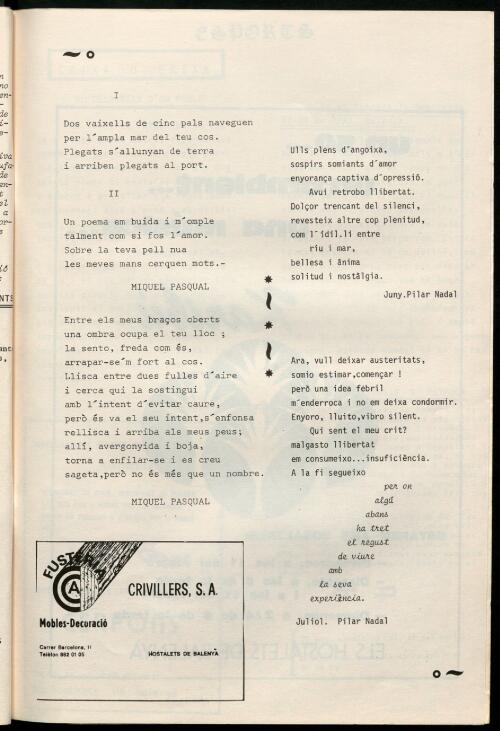 I
Dos vaixells de cinc pals naveguen
per l´ampla mar del teu cos.
Plegats s´allunyan de terra
i arriben plegats al port.
II
Un poema em buida i m´omple
talment com si fos l´amor.
Sobre la teva pell nua
les meves mans cerquen mots.-
MIQUEL PASQUAL
Entre els meus braços oberts
una ombra ocupa el teu lloc ;
la sento, freda com és,
arrapar-se´m fort al cos.
Llisca entre dues fulles d´aire
i cerca qui la sostingui
amb l´intent d´evitar caure,
però és va el seu intent,s´enfonsa
rellisca i arriba als meus peus;
allí, avergonyida i boja,
torna a enfilar-se i es creu
sageta,però no és més que un nombre.
MIQUEL PASQUAL
FUSTERIA
CA
CRIVILLERS, S.A.
Mobles-Decoració
Carrer Barcelona, 11
Telèfon 882 01 05
HOSTALETS DE BALENYÀ
Ulls plens d'angoixa,
sospirs somiants d'amor
enyorança captiva d'opressió.
Avui retrobo llibertat.
Dolçor trencant del silenci,
revesteix altre cop plenitud,
com l´idil.li entre
riu i mar,
bellesa i ànima
solitud i nostàlgia.
Juny.Pilar Nadal
Ara, vull deixar austeritats,
somio estimar,començar !
però una idea fèbril
m'enderroca i no em deixa condormir.
Enyoro, lluito,vibro silent.
Qui sent el meu crit?
malgasto llibertat
em consumeixo...insuficiència.
A la fi segueixo
per on
algú
abans
ha tret
el regust
de viure
amb
la seva
experiència.
Juliol. Pilar Nadal